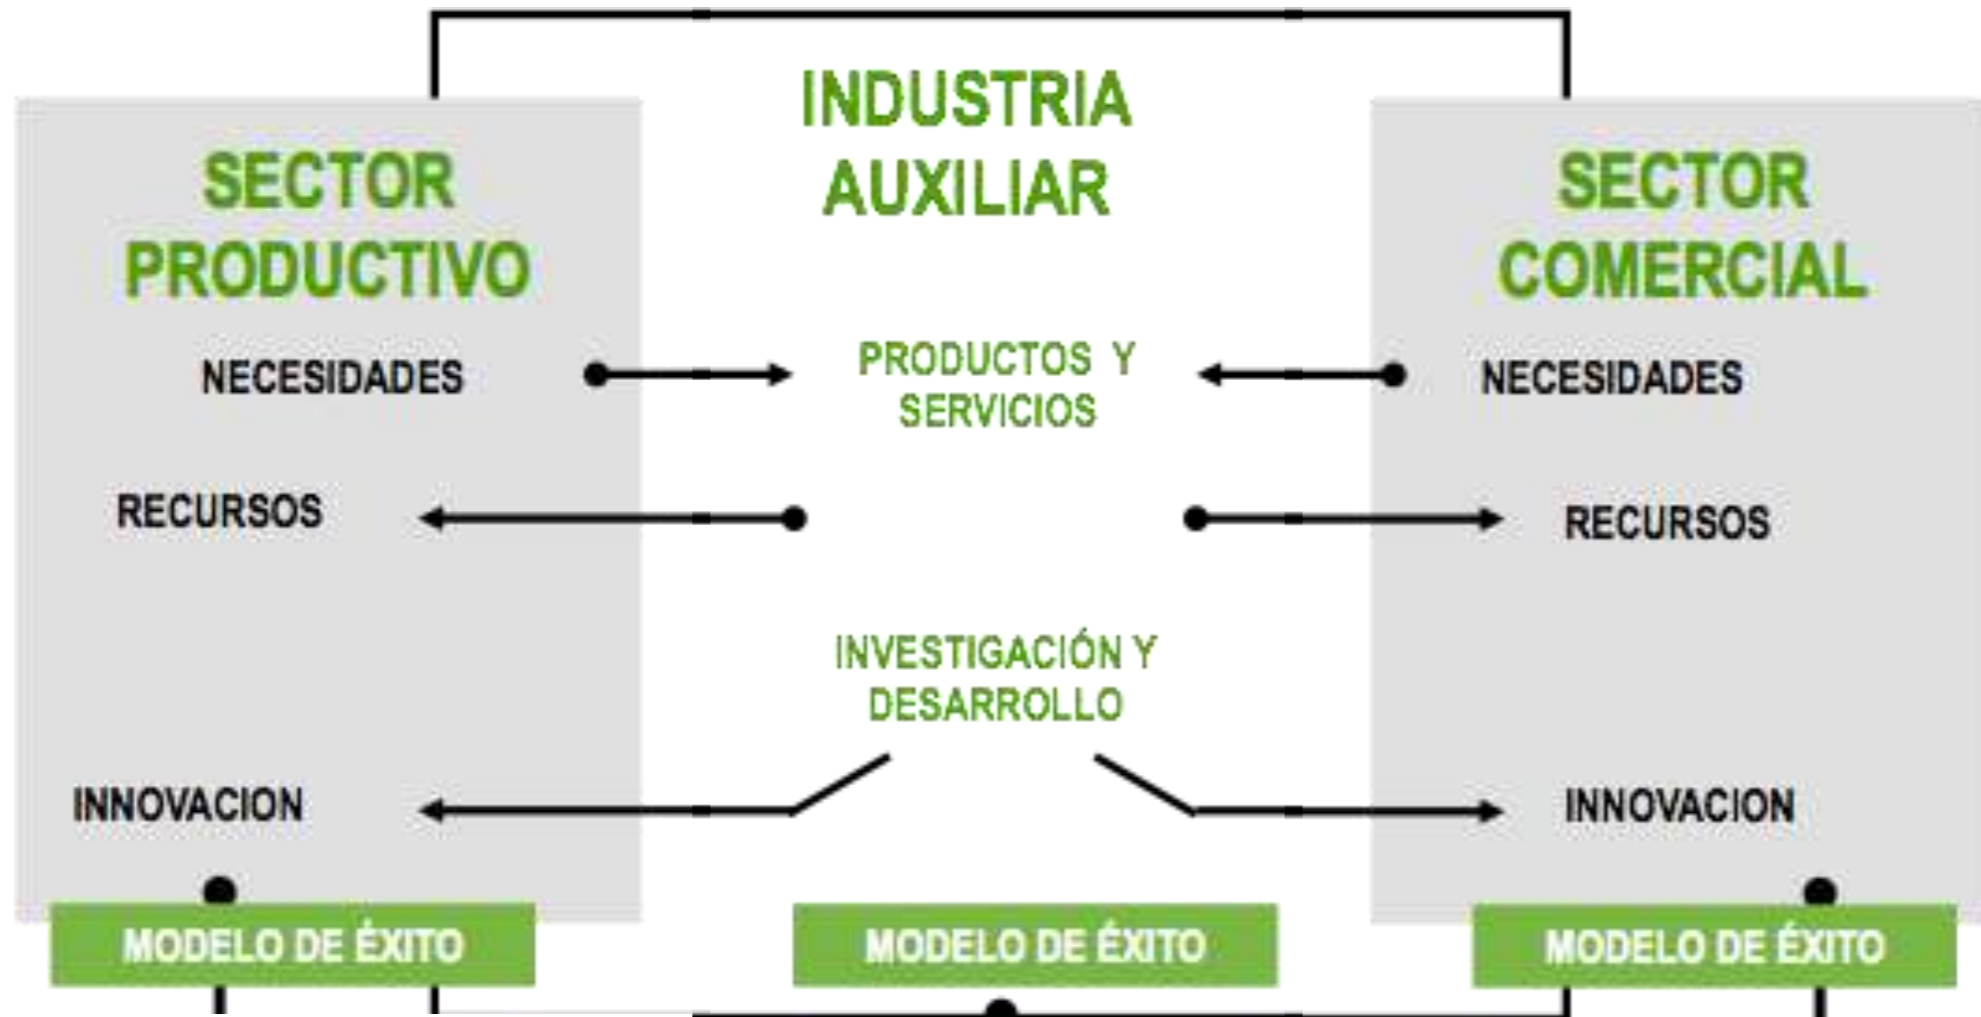 INDUSTRIA
AUXILIAR
SECTOR
PRODUCTIVO
SECTOR
COMERCIAL
NECESIDADES
PRODUCTOS Y
SERVICIOS
NECESIDADES
RECURSOS
RECURSOS
INVESTIGACIÓN Y
DESARROLLO
INNOVACION
INNOVACION
MODELO DE ÉXITO
MODELO DE ÉXITO
MODELO DE ÉXITO